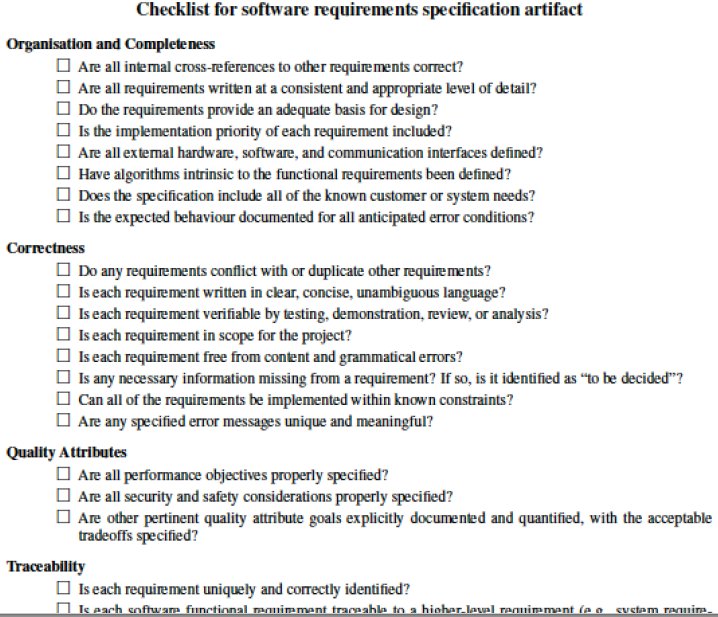 Checklist for software requirements specification artifact
Organisation and Completeness
☐ Are all internal cross-references to other requirements correct?
☐ Are all requirements written at a consistent and appropriate level of detail?
☐ Do the requirements provide an adequate basis for design?
☐ Is the implementation priority of each requirement included?
☐ Are all external hardware, software, and communication interfaces defined?
☐ Have algorithms intrinsic to the functional requirements been defined?
☐ Does the specification include all of the known customer or system needs?
☐ Is the expected behaviour documented for all anticipated error conditions?
Correctness
☐ Do any requirements conflict with or duplicate other requirements?
☐ Is each requirement written in clear, concise, unambiguous language?
☐ Is each requirement verifiable by testing, demonstration, review, or analysis?
☐ Is each requirement in scope for the project?
☐ Is each requirement free from content and grammatical errors?
☐ Is any necessary information missing from a requirement? If so, is it identified as “to be decided”?
☐ Can all of the requirements be implemented within known constraints?
☐ Are any specified error messages unique and meaningful?
Quality Attributes
☐ Are all performance objectives properly specified?
☐ Are all security and safety considerations properly specified?
☐ Are other pertinent quality attribute goals explicitly documented and quantified, with the acceptable
tradeoffs specified?
Traceability
☐ Is each requirement uniquely and correctly identified?
☐ Is each software functional requirement traceable to a higher-level requirement (e.g., system require-